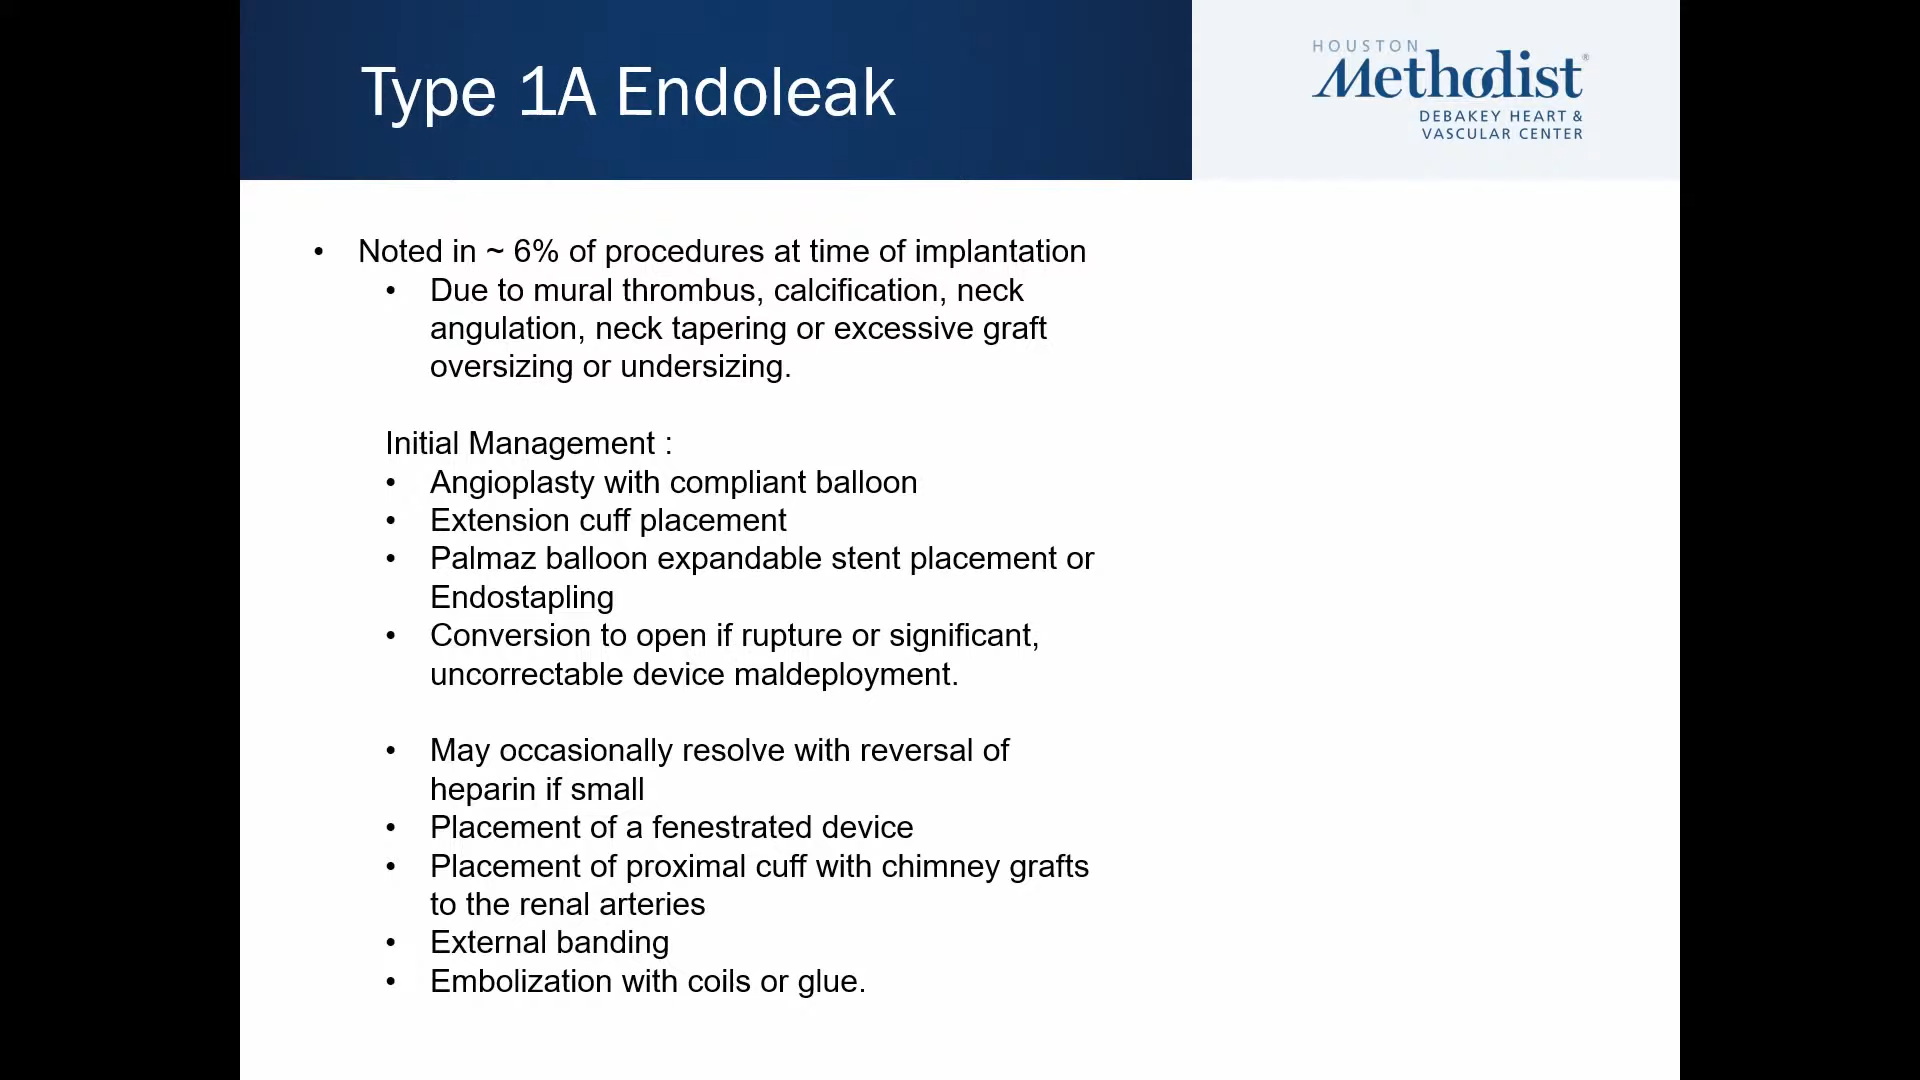 Type 1A Endoleak
HOUSTON
Methodist®
DEBAKEY HEART &
VASCULAR CENTER
• Noted in ~ 6% of procedures at time of implantation
• Due to mural thrombus, calcification, neck
angulation, neck tapering or excessive graft
oversizing or undersizing.
Initial Management :
• Angioplasty with compliant balloon
• Extension cuff placement
• Palmaz balloon expandable stent placement or
Endostapling
• Conversion to open if rupture or significant,
uncorrectable device maldeployment.
• May occasionally resolve with reversal of
heparin if small
• Placement of a fenestrated device
• Placement of proximal cuff with chimney grafts
to the renal arteries
• External banding
• Embolization with coils or glue.